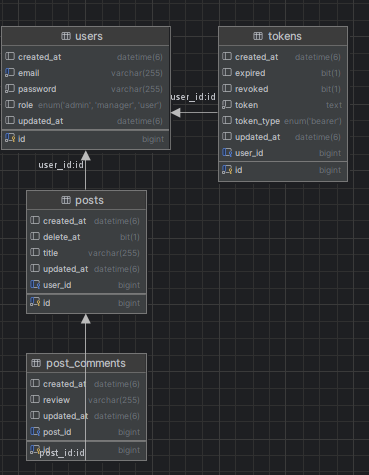 users
created_at datetime(6)
email varchar(255)
password varchar(255)
role enum('admin', 'manager', 'user')
updated_at datetime(6)
id bigint
tokens
created_at datetime(6)
expired bit(1)
revoked bit(1)
token text
token_type enum('bearer')
updated_at datetime(6)
user_id bigint
id bigint
user_id:id
user_id:id
posts
created_at datetime(6)
delete_at bit(1)
title varchar(255)
updated_at datetime(6)
user_id bigint
id bigint
post_comments
created_at datetime(6)
review varchar(255)
updated_at datetime(6)
post_id bigint
id bigint
post_id:id